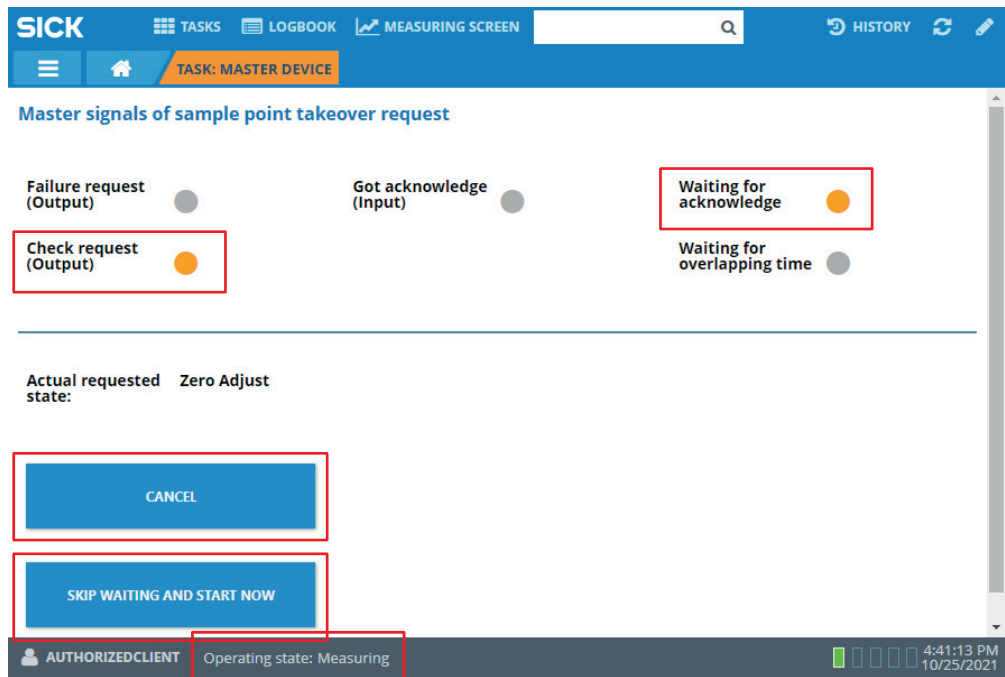 SICK
TASKS
LOGBOOK
MEASURING SCREEN
HISTORY
TASK: MASTER DEVICE
Master signals of sample point takeover request
Failure request
(Output)
Got acknowledge
(Input)
Waiting for
acknowledge
Check request
(Output)
Waiting for
overlapping time
Actual requested
state:
Zero Adjust
CANCEL
SKIP WAITING AND START NOW
AUTHORIZEDCLIENT
Operating state: Measuring
4:41:13 PM
10/25/2021